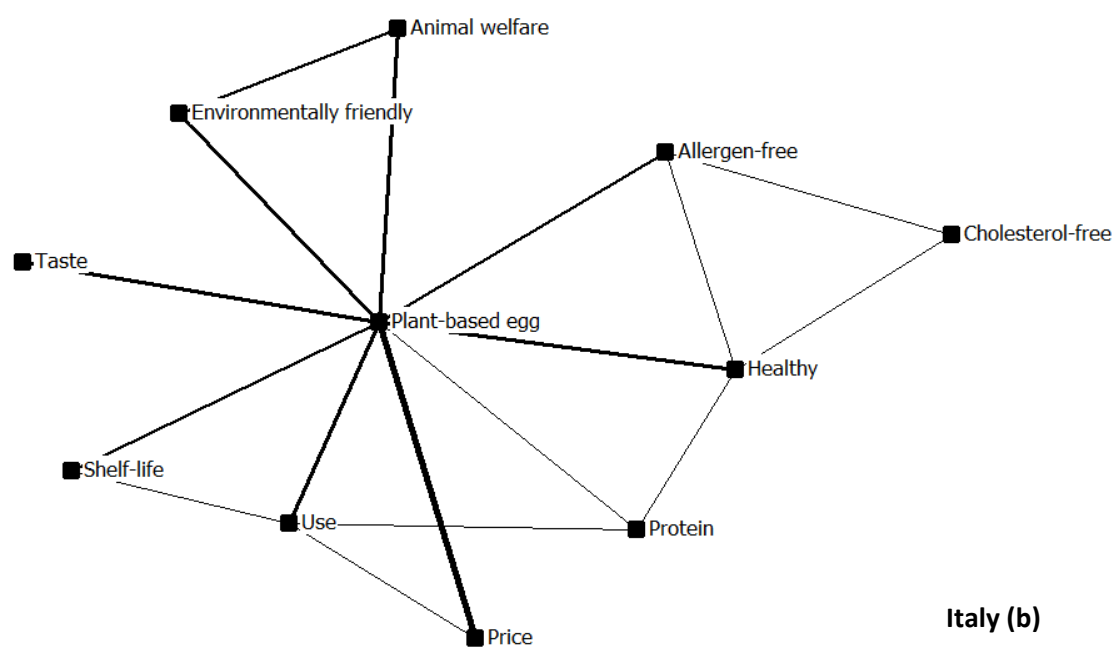 Animal welfare
Environmentally friendly
Allergen-free
Cholesterol-free
Taste
Plant-based egg
Healthy
Shelf-life
Use
Protein
Italy (b)
Price